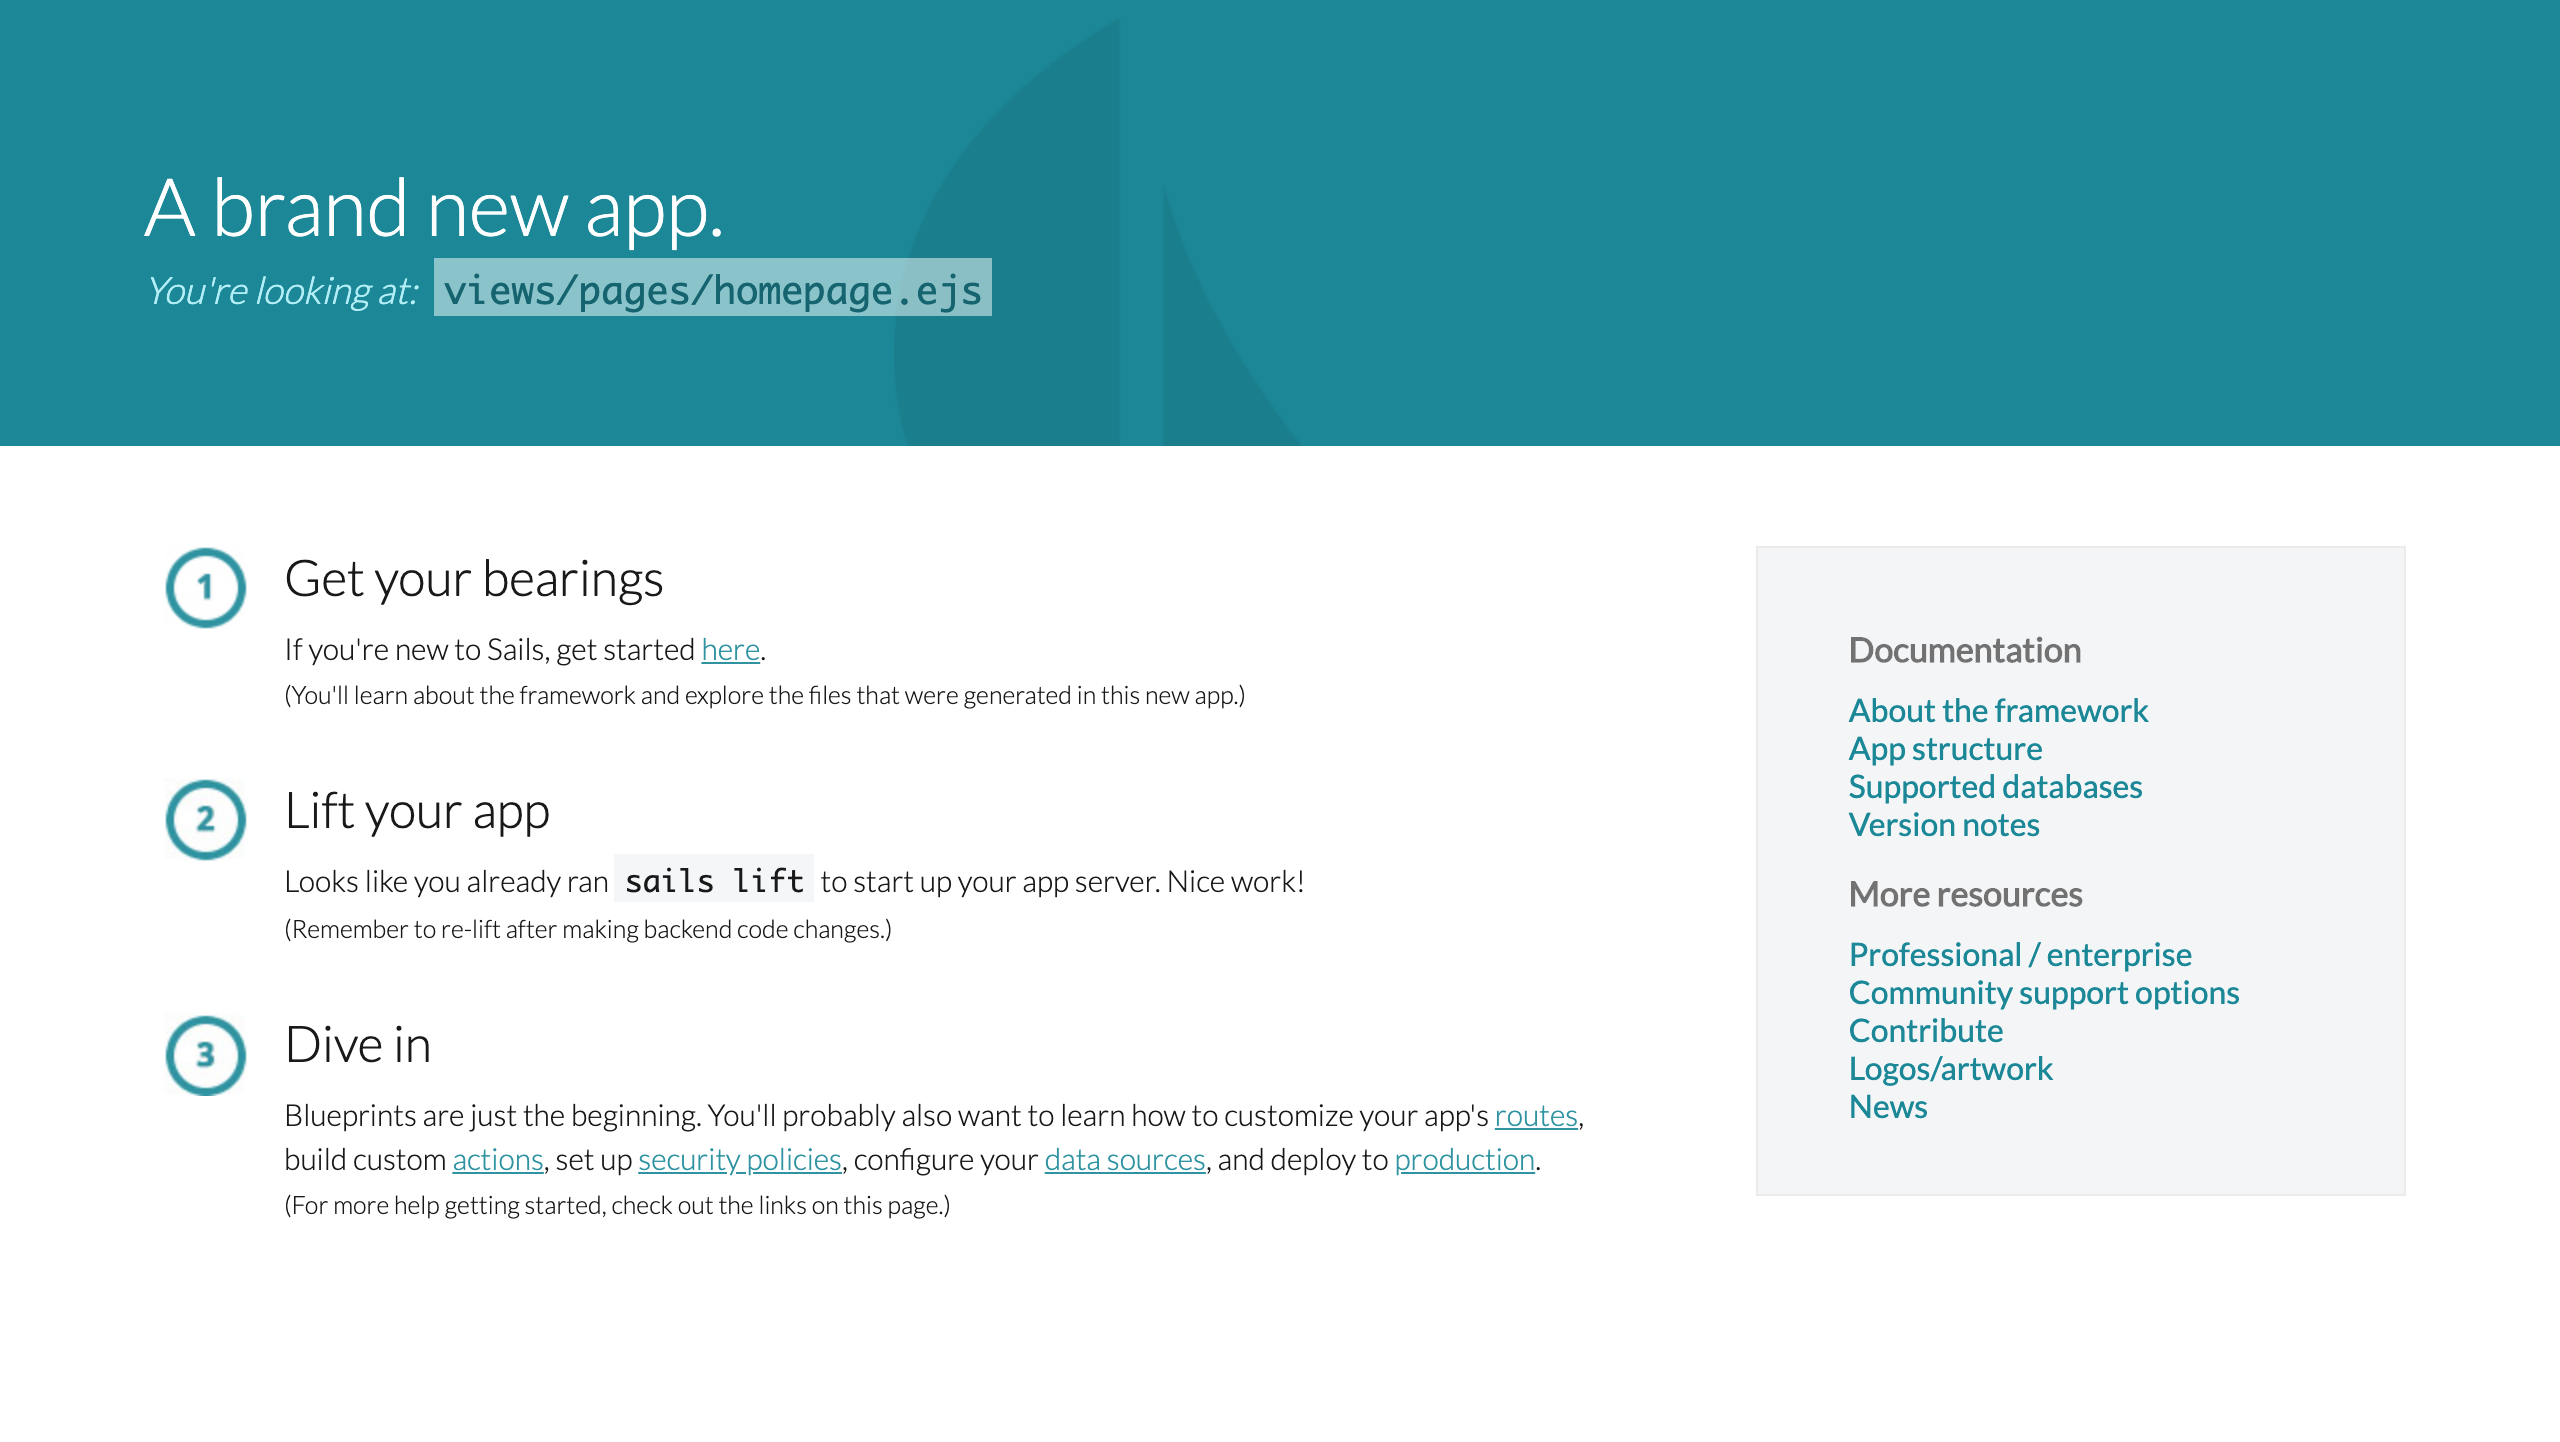 A brand new app.
You're looking at: views/pages/homepage.ejs
1
Get your bearings
If you're new to Sails, get started here.
(You'll learn about the framework and explore the files that were generated in this new app.)
2
Lift your app
Looks like you already ran sails lift to start up your app server. Nice work!
(Remember to re-lift after making backend code changes.)
3
Dive in
Blueprints are just the beginning. You'll probably also want to learn how to customize your app's routes,
build custom actions, set up security policies, configure your data sources, and deploy to production.
(For more help getting started, check out the links on this page.)
Documentation
About the framework
App structure
Supported databases
Version notes
More resources
Professional / enterprise
Community support options
Contribute
Logos/artwork
News